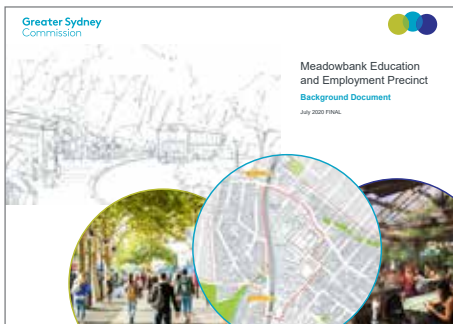 Greater Sydney
Commission
Meadowbank Education
and Employment Precinct
Background Document
July 2020 FINAL